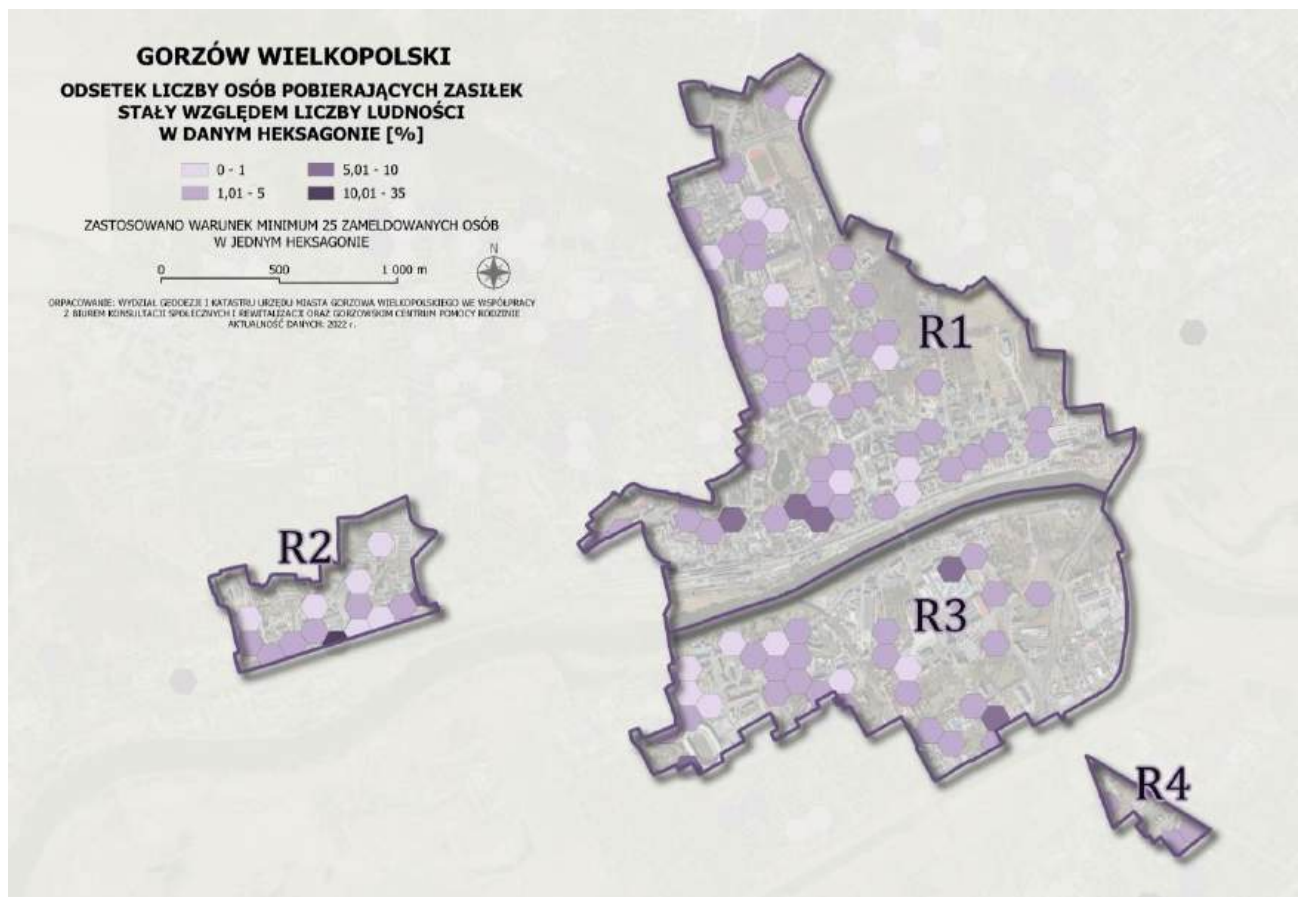 GORZÓW WIELKOPOLSKI
ODSETEK LICZBY OSÓB POBIERAJĄCYCH ZASIŁEK
STAŁY WZGLĘDEM LICZBY LUDNOŚCI
W DANYM HEKSAGONIE [%]
0 - 1
5,01 - 10
1,01 - 5
10,01 - 35
ZASTOSOWANO WARUNEK MINIMUM 25 ZAMELDOWANYCH OSÓB
W JEDNYM HEKSAGONIE
N
0 500 1 000 m
ORPACOWANIE: WYDZIAŁ GEODEZJI I KATASTRU URZĘDU MIASTA GORZOWA WIELKOPOLSKIEGO WE WSPÓŁPRACY
Z BIUREM KONSULTACJI SPOŁECZNYCH I REWITALIZACJI ORAZ GORZOWSKIM CENTRUM POMOCY RODZINIE
AKTUALNOŚĆ DANYCH: 2022 r.
R1
R2
R3
R4